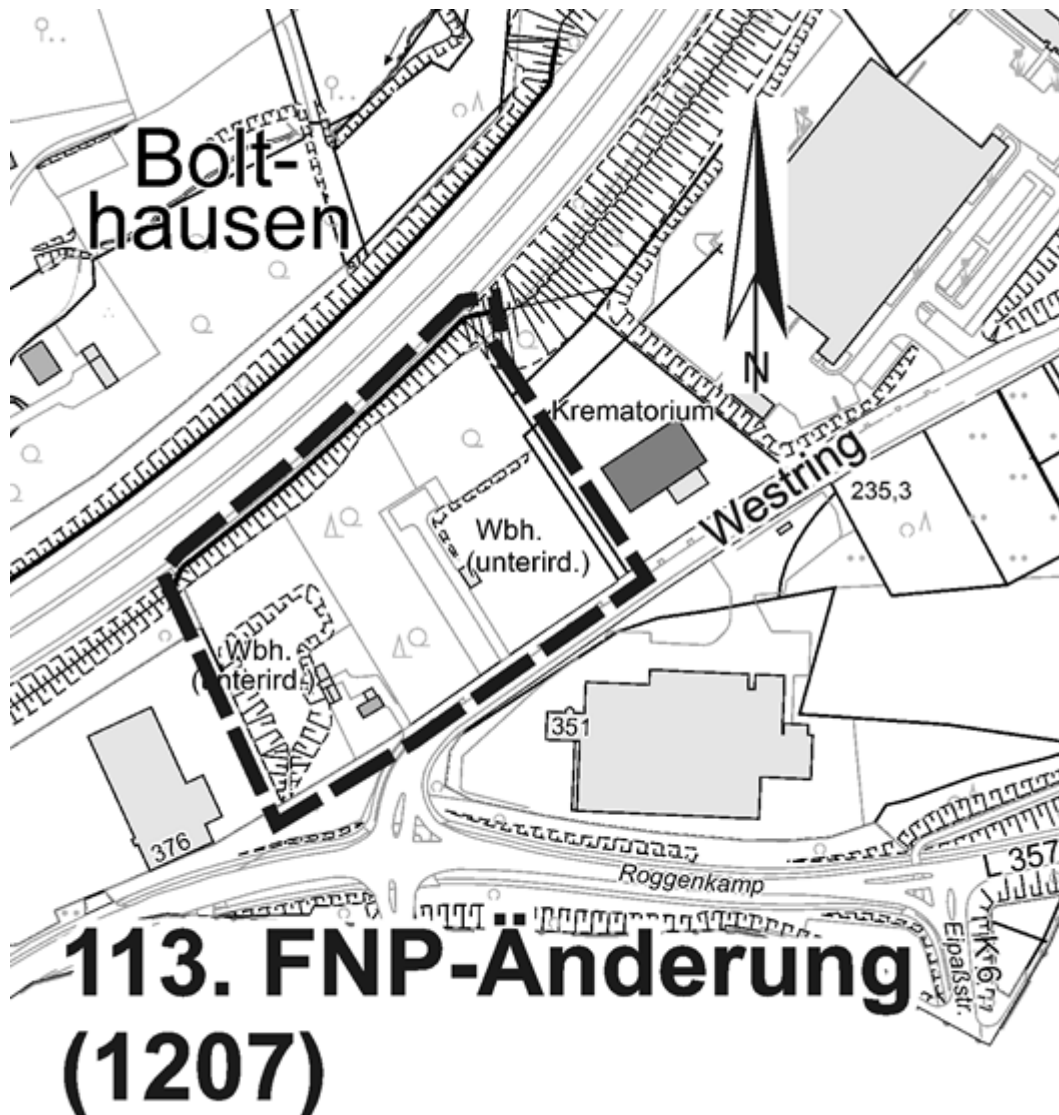 Bolt-
hausen
N
Krematorium
Westring
235,3
Wbh.
(unterird.)
Wbh.
(unterird.)
351
376
Roggenkamp
L 357
Eipaßstr.
K 6
113. FNP-Änderung
(1207)